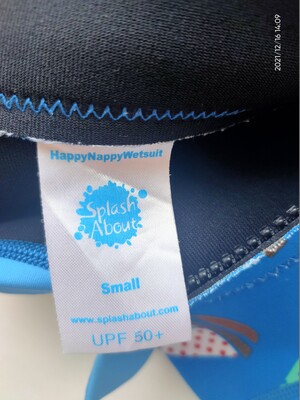 2021/12/16 14:09
HappyNappyWetsuit
Splash
About
Small
www.splashabout.com
UPF 50+